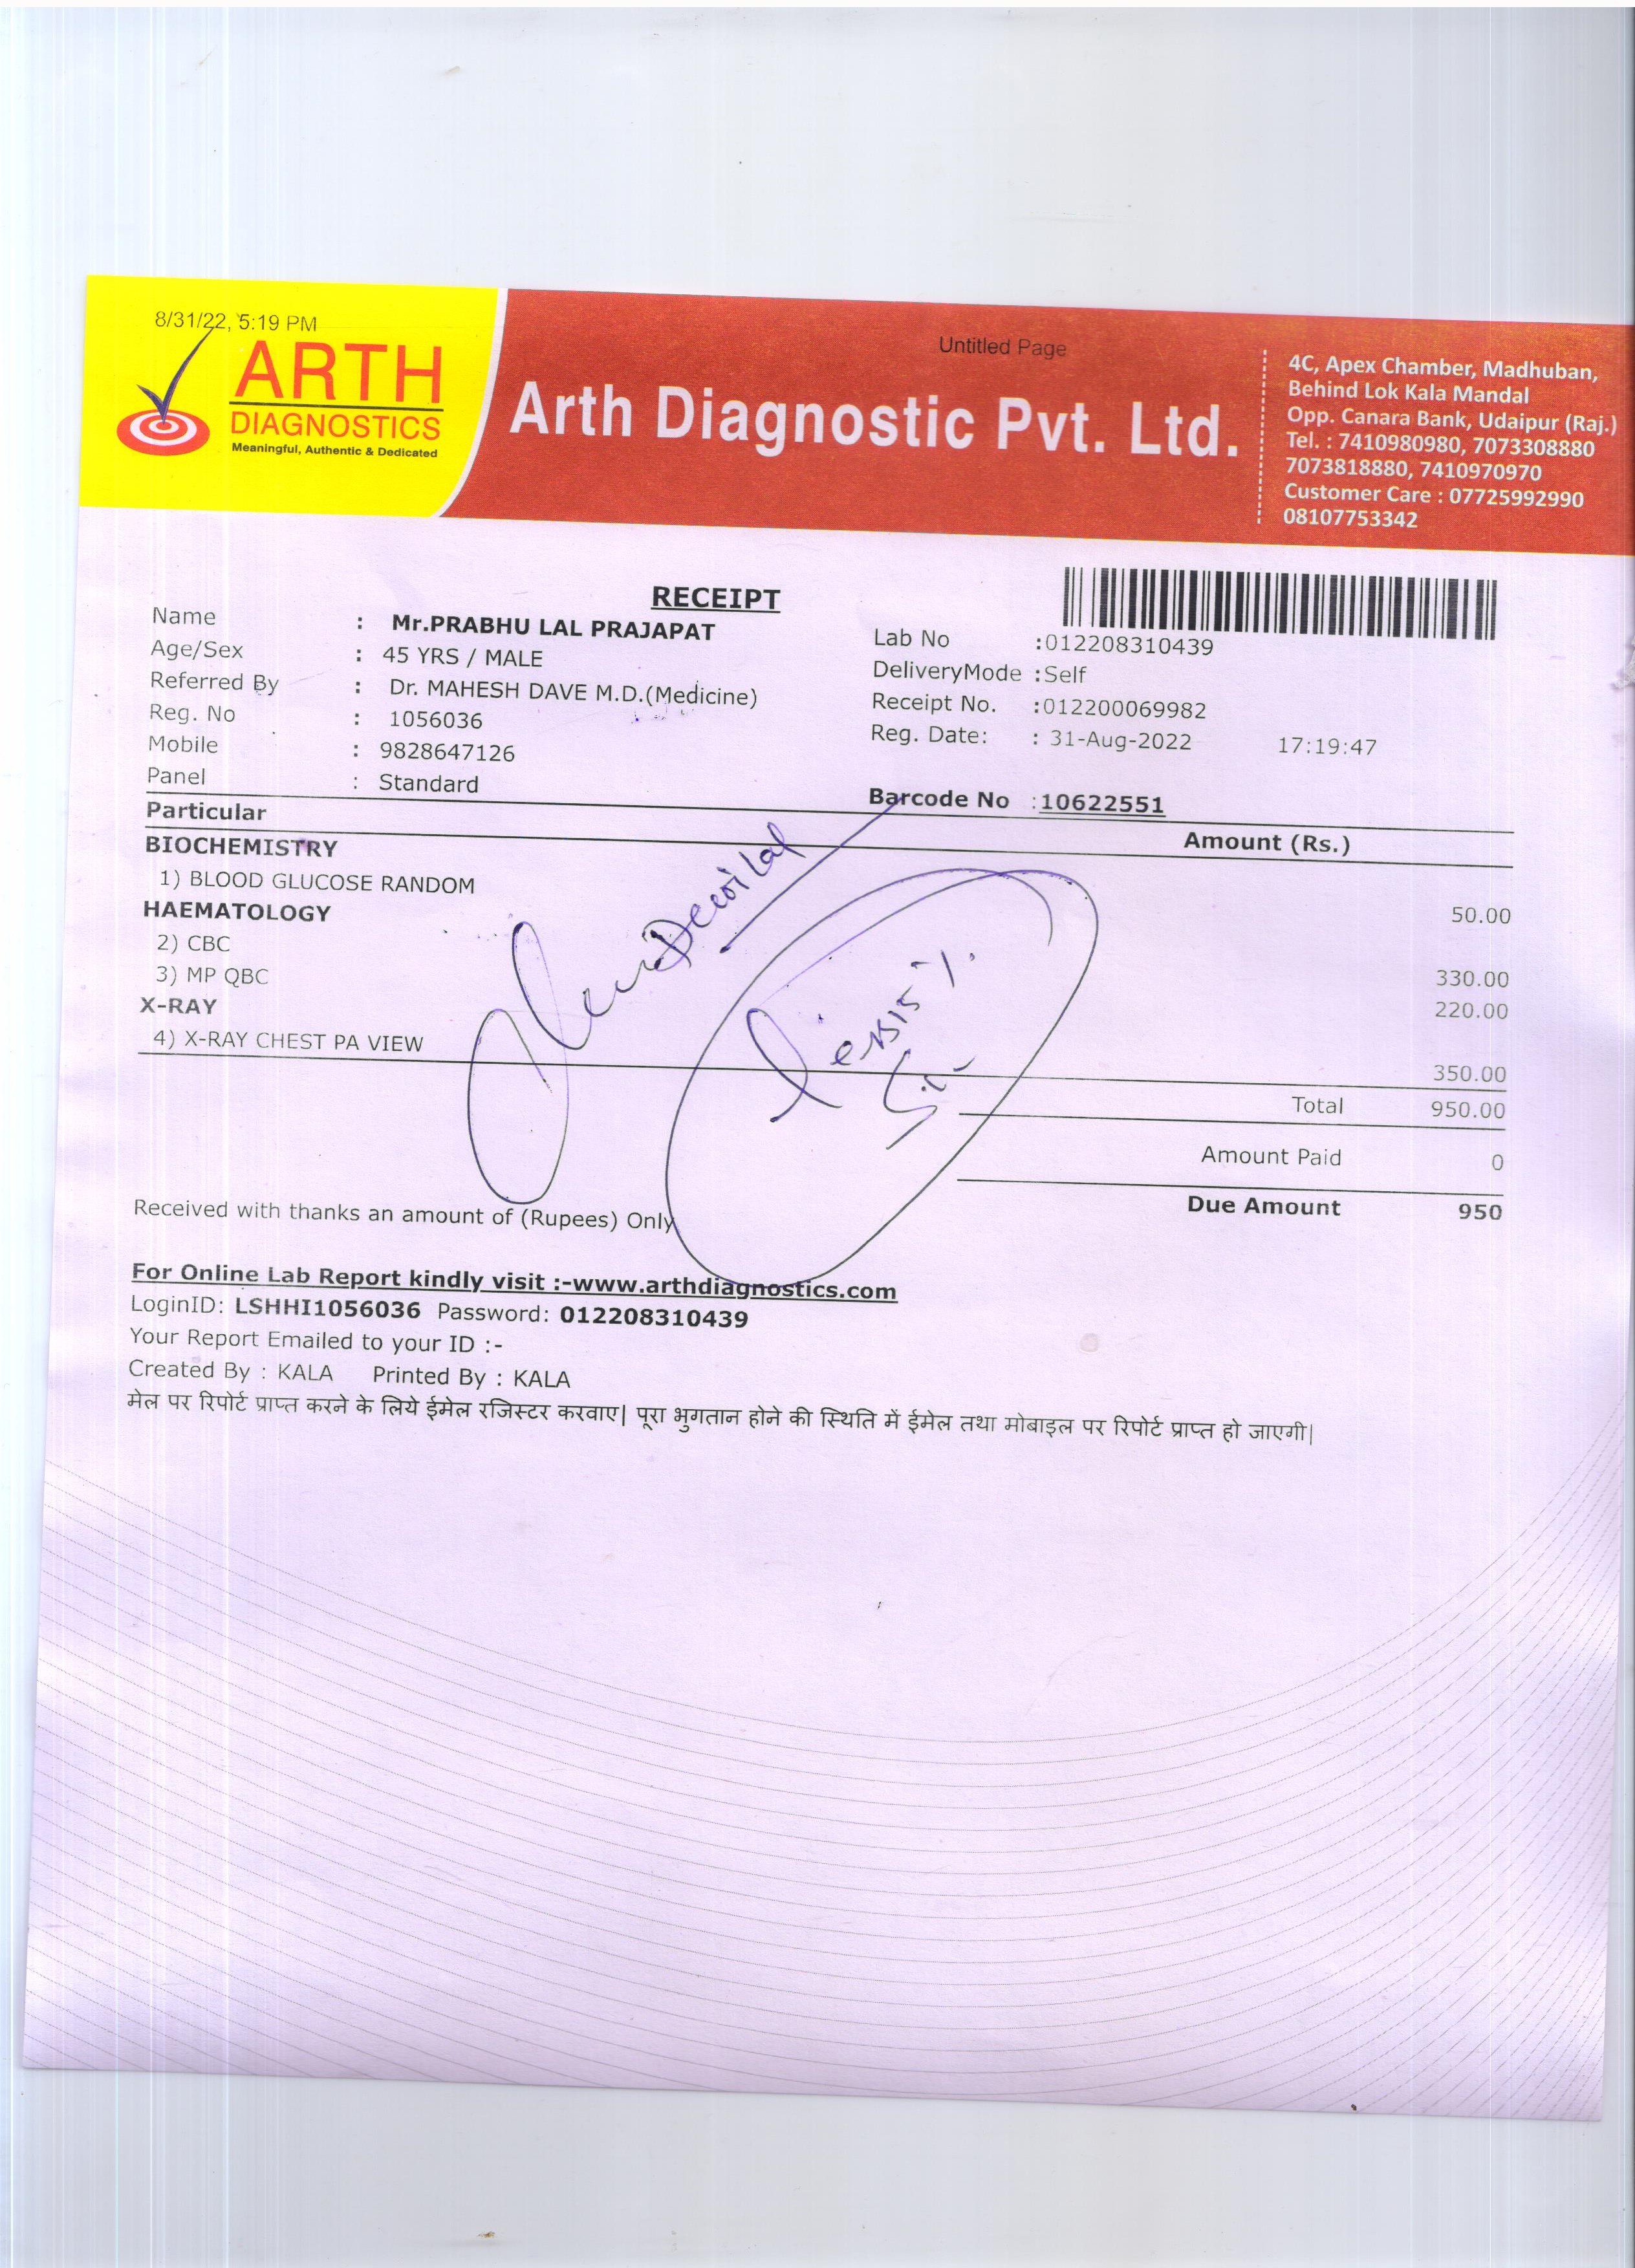 8/31/22, 5:19 PM
Untitled Page
ARTH
DIAGNOSTICS
Meaningful, Authentic & Dedicated
Arth Diagnostic Pvt. Ltd.
4C, Apex Chamber, Madhuban,
Behind Lok Kala Mandal
Opp. Canara Bank, Udaipur (Raj.)
Tel. : 7410980980, 7073308880
7073818880, 7410970970
Customer Care : 07725992990
08107753342
RECEIPT
Name : Mr.PRABHU LAL PRAJAPAT
Age/Sex : 45 YRS / MALE
Referred By : Dr. MAHESH DAVE M.D.(Medicine)
Reg. No : 1056036
Mobile : 9828647126
Panel : Standard
Lab No :012208310439
DeliveryMode :Self
Receipt No. :012200069982
Reg. Date: : 31-Aug-2022 17:19:47
Barcode No :10622551
Particular Amount (Rs.)
BIOCHEMISTRY
1) BLOOD GLUCOSE RANDOM 50.00
HAEMATOLOGY
2) CBC 330.00
3) MP QBC 220.00
X-RAY
4) X-RAY CHEST PA VIEW 350.00
Total 950.00
Amount Paid 0
Due Amount 950
Received with thanks an amount of (Rupees) Only
For Online Lab Report kindly visit :-www.arthdiagnostics.com
LoginID: LSHHI1056036 Password: 012208310439
Your Report Emailed to your ID :-
Created By : KALA Printed By : KALA
मेल पर रिपोर्ट प्राप्त करने के लिये ईमेल रजिस्टर करवाए| पूरा भुगतान होने की स्थिति में ईमेल तथा मोबाइल पर रिपोर्ट प्राप्त हो जाएगी|